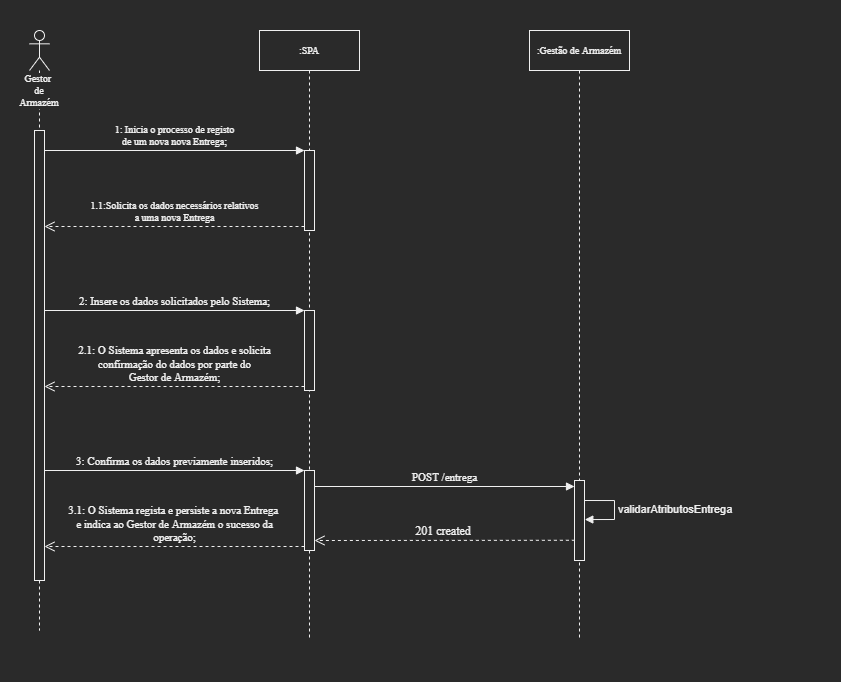 :SPA
:Gestão de Armazém
Gestor
de
Armazém
1: Inicia o processo de registo
de um nova nova Entrega;
1.1:Solicita os dados necessários relativos
a uma nova Entrega
2: Insere os dados solicitados pelo Sistema;
2.1: O Sistema apresenta os dados e solicita
confirmação do dados por parte do
Gestor de Armazém;
3: Confirma os dados previamente inseridos;
POST /entrega
validarAtributosEntrega
3.1: O Sistema regista e persiste a nova Entrega
e indica ao Gestor de Armazém o sucesso da
operação;
201 created